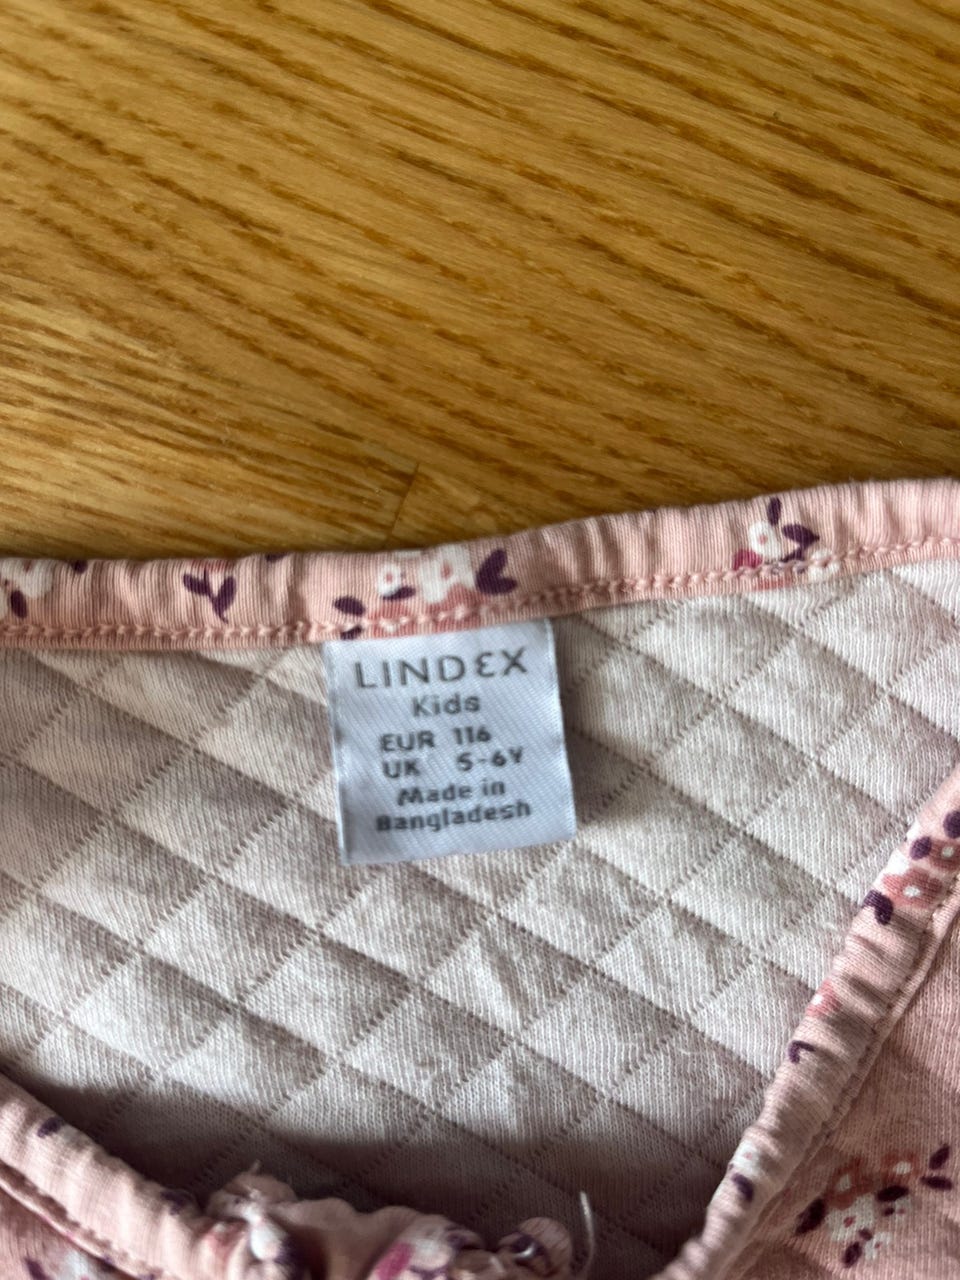 LINDEX
Kids
EUR 116
UK 5-6Y
Made in
Bangladesh